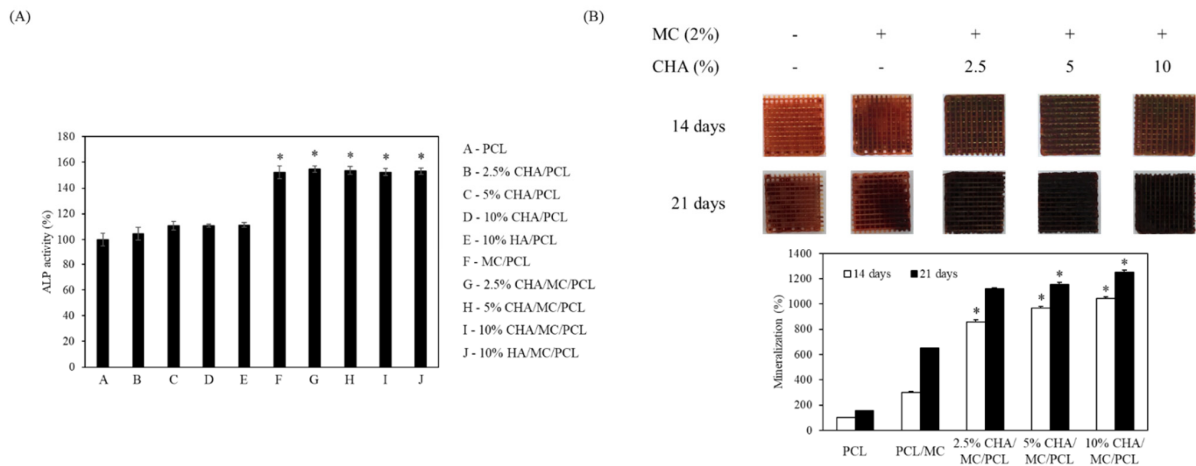 (A)
180
160
140
120
100
80
60
40
20
0
ALP activity (%)
* * * * *
A B C D E F G H I J
A - PCL
B - 2.5% CHA/PCL
C - 5% CHA/PCL
D - 10% CHA/PCL
E - 10% HA/PCL
F - MC/PCL
G - 2.5% CHA/MC/PCL
H - 5% CHA/MC/PCL
I - 10% CHA/MC/PCL
J - 10% HA/MC/PCL
(B)
MC (2%) - + + + +
CHA (%) - - 2.5 5 10
14 days
21 days
1400
1200
1000
800
600
400
200
0
Mineralization (%)
14 days 21 days
* * * * *
PCL PCL/MC 2.5% CHA/ 5% CHA/ 10% CHA/
MC/PCL MC/PCL MC/PCL